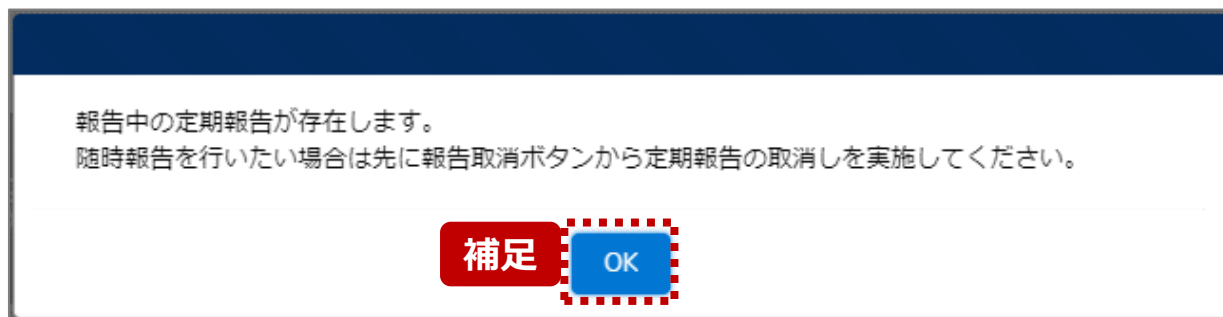 報告中の定期報告が存在します。
随時報告を行いたい場合は先に報告取消ボタンから定期報告の取消しを実施してください。
補足
OK